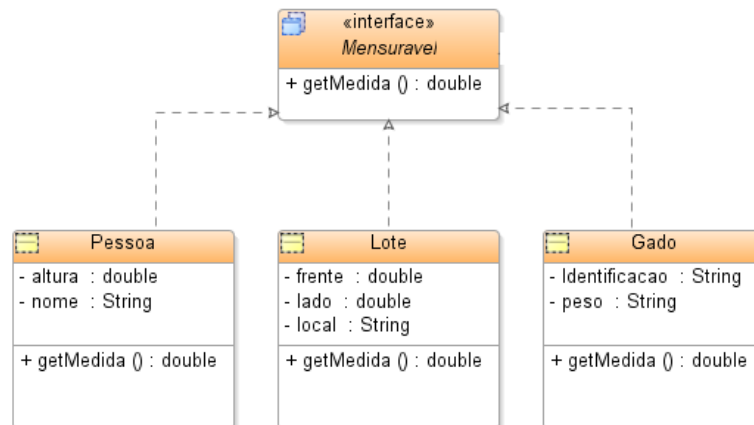 «interface»
Mensuravel
+ getMedida () : double
Pessoa
- altura : double
- nome : String
+ getMedida () : double
Lote
- frente : double
- lado : double
- local : String
+ getMedida () : double
Gado
- Identificacao : String
- peso : String
+ getMedida () : double